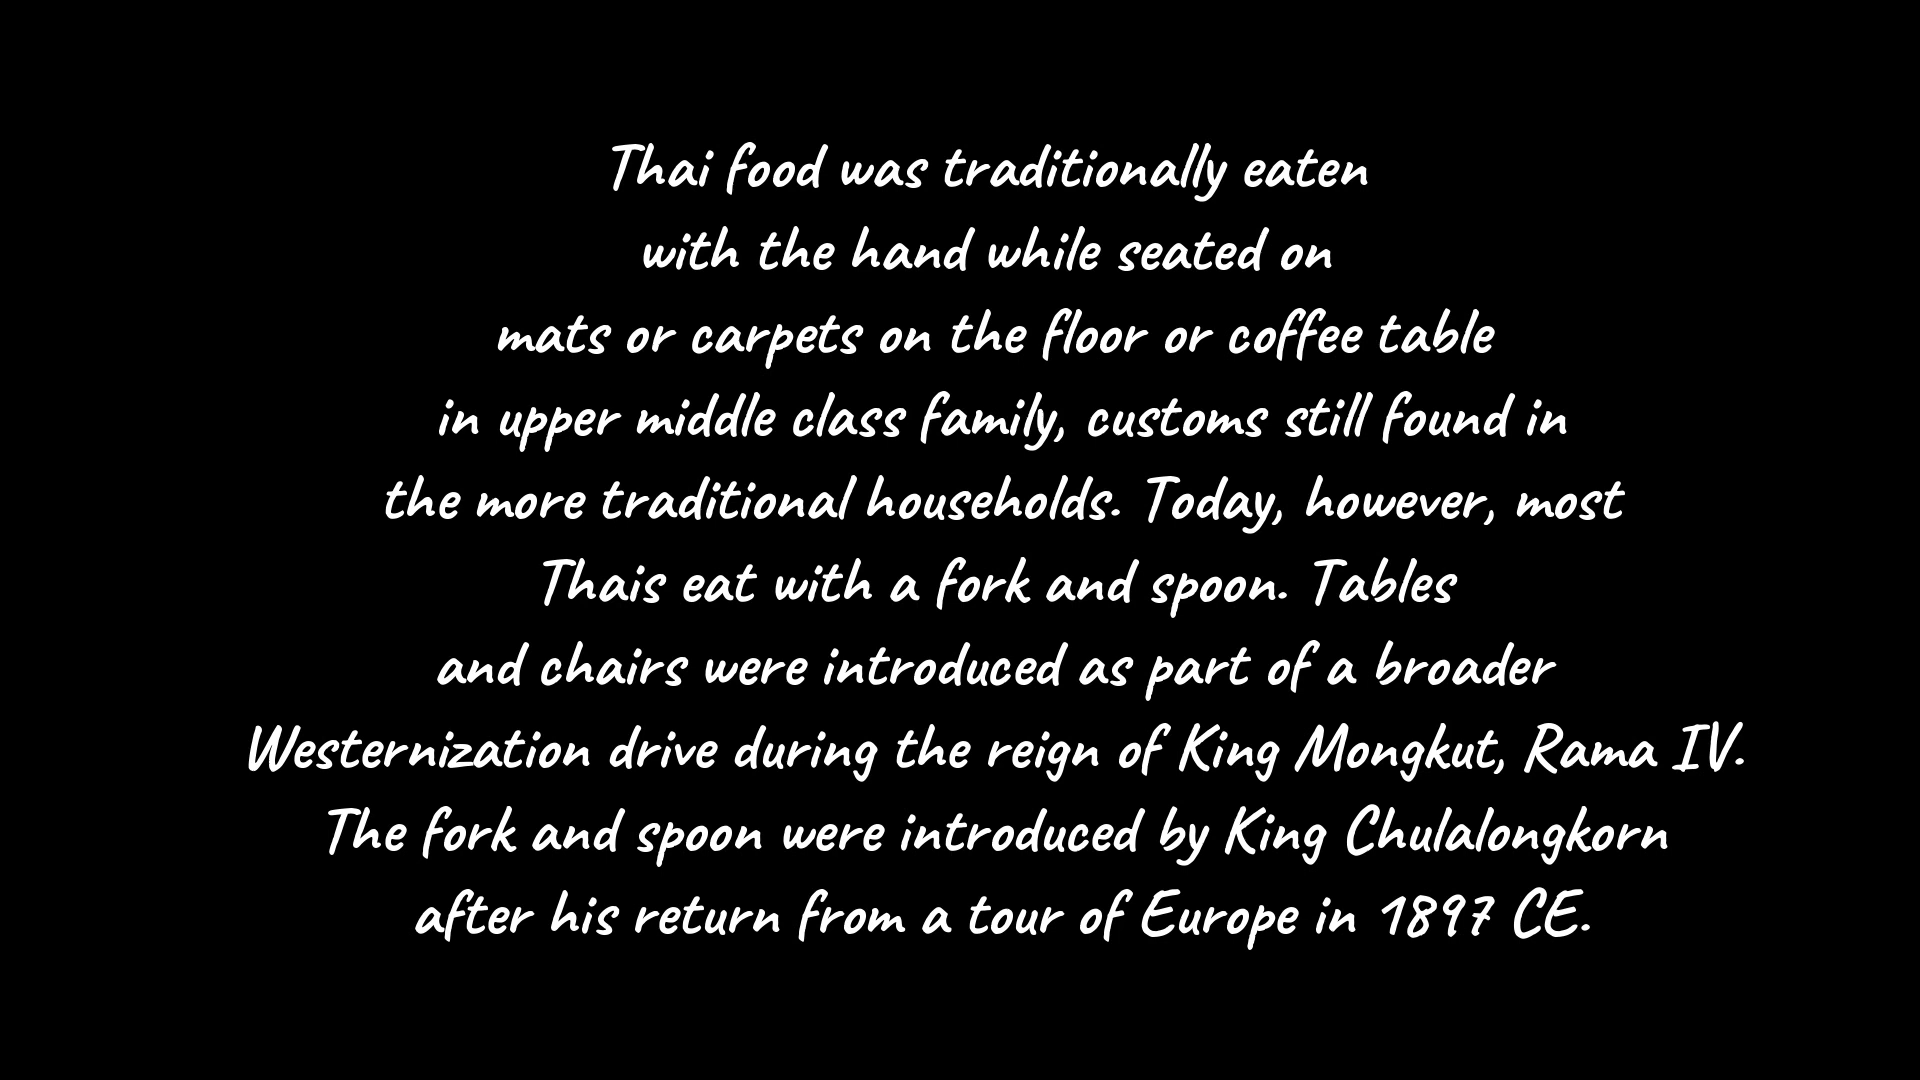 Thai food was traditionally eaten
with the hand while seated on
mats or carpets on the floor or coffee table
in upper middle class family, customs still found in
the more traditional households. Today, however, most
Thais eat with a fork and spoon. Tables
and chairs were introduced as part of a broader
Westernization drive during the reign of King Mongkut, Rama IV.
The fork and spoon were introduced by King Chulalongkorn
after his return from a tour of Europe in 1897 CE.